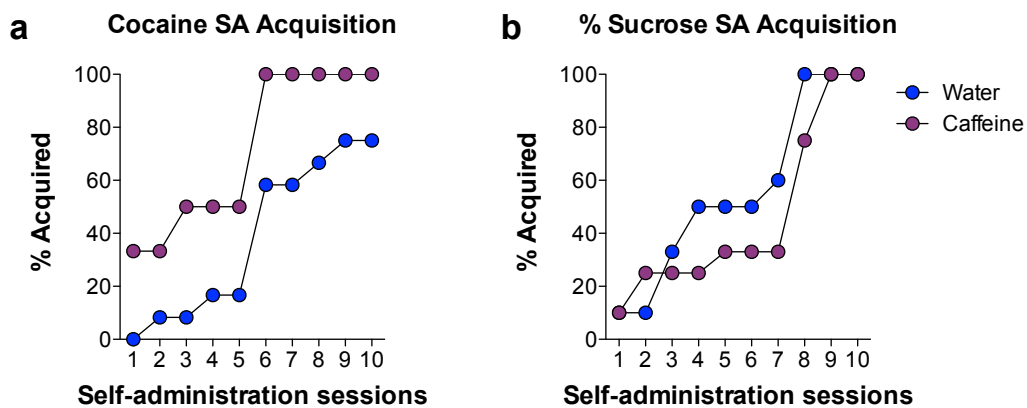 a
Cocaine SA Acquisition
100
80
60
40
20
0
% Acquired
1 2 3 4 5 6 7 8 9 10
Self-administration sessions
b
% Sucrose SA Acquisition
100
80
60
40
20
0
% Acquired
1 2 3 4 5 6 7 8 9 10
Self-administration sessions
Water
Caffeine